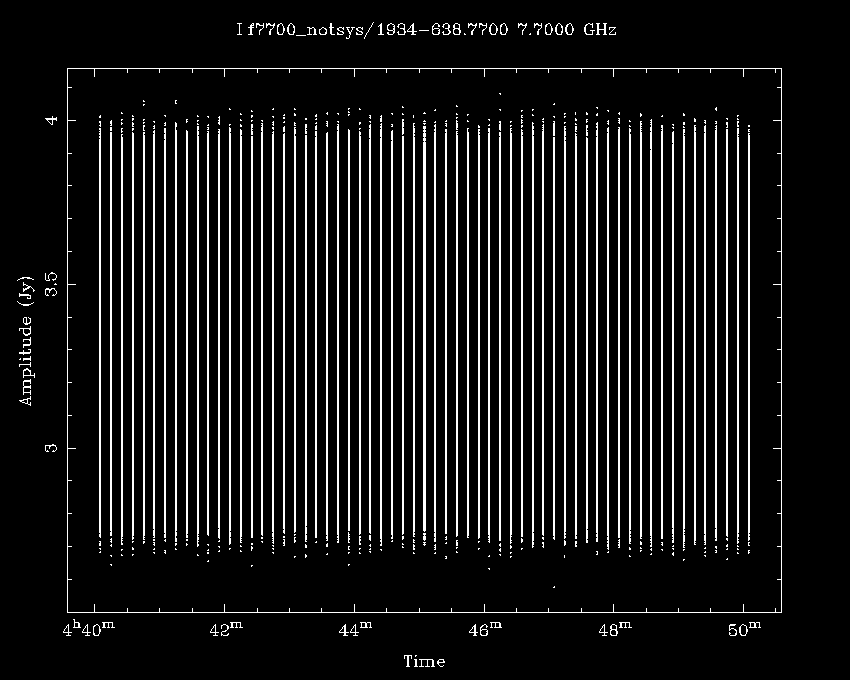 I f7700_notsys/1934−638.7700 7.7000 GHz
4
3.5
3
Amplitude (Jy)
4ʰ40ᵐ 42ᵐ 44ᵐ 46ᵐ 48ᵐ 50ᵐ
Time